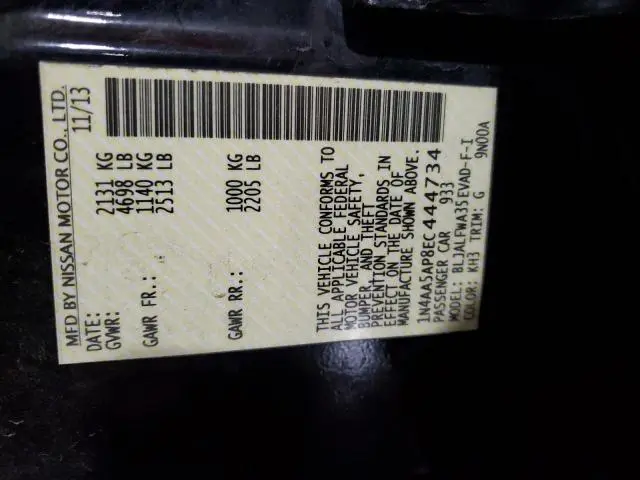 MFD BY NISSAN MOTOR CO., LTD.
DATE: 11/13
GVWR: 2131 KG
4698 LB
GAWR FR.: 1140 KG
2513 LB
GAWR RR.: 1000 KG
2205 LB
THIS VEHICLE CONFORMS TO
ALL APPLICABLE FEDERAL
MOTOR VEHICLE SAFETY,
BUMPER, AND THEFT
PREVENTION STANDARDS IN
EFFECT ON THE DATE OF
MANUFACTURE SHOWN ABOVE.
1N4AA5AP8EC444734
PASSENGER CAR 933
MODEL: BLJALFWA35EVAD-F-I
COLOR: KH3 TRIM: G 9N00A